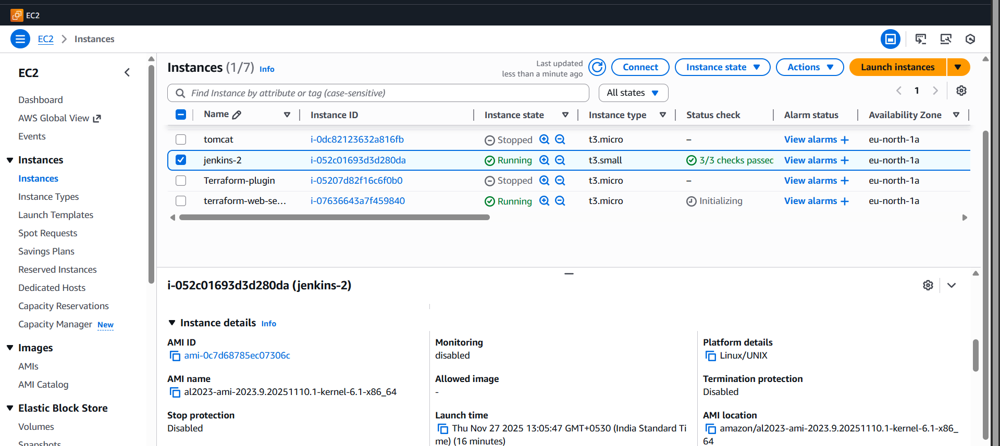 EC2
EC2 > Instances
EC2
Dashboard
AWS Global View
Events
Instances
Instances
Instance Types
Launch Templates
Spot Requests
Savings Plans
Reserved Instances
Dedicated Hosts
Capacity Reservations
Capacity Manager New
Images
AMIs
AMI Catalog
Elastic Block Store
Volumes
Snapshots
Instances (1/7) Info
Last updated
less than a minute ago
Connect
Instance state
Actions
Launch instances
Find Instance by attribute or tag (case-sensitive)
All states
1
Name Instance ID Instance state Instance type Status check Alarm status Availability Zone
tomcat i-0dc82123632a816fb Stopped t3.micro – View alarms + eu-north-1a
jenkins-2 i-052c01693d3d280da Running t3.small 3/3 checks passed View alarms + eu-north-1a
Terraform-plugin i-05207d82f16c6f0b0 Stopped t3.micro – View alarms + eu-north-1a
terraform-web-se... i-07636643a7f459840 Running t3.micro Initializing View alarms + eu-north-1a
i-052c01693d3d280da (jenkins-2)
Instance details Info
AMI ID
ami-0c7d68785ec07306c
Monitoring
disabled
Platform details
Linux/UNIX
AMI name
al2023-ami-2023.9.20251110.1-kernel-6.1-x86_64
Allowed image
-
Termination protection
Disabled
Stop protection
Disabled
Launch time
Thu Nov 27 2025 13:05:47 GMT+0530 (India Standard Ti
me) (16 minutes)
AMI location
amazon/al2023-ami-2023.9.20251110.1-kernel-6.1-x86_
64